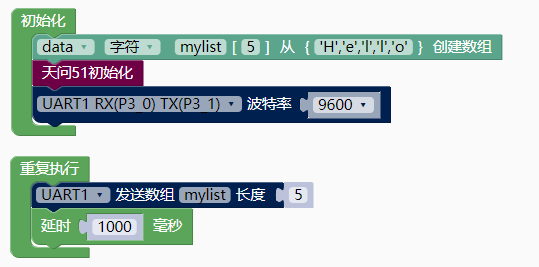 初始化
data 字符 mylist [ 5 ] 从 { 'H','e','l','l','o' } 创建数组
天问51初始化
UART1 RX(P3_0) TX(P3_1) 波特率 9600
重复执行
UART1 发送数组 mylist 长度 5
延时 1000 毫秒